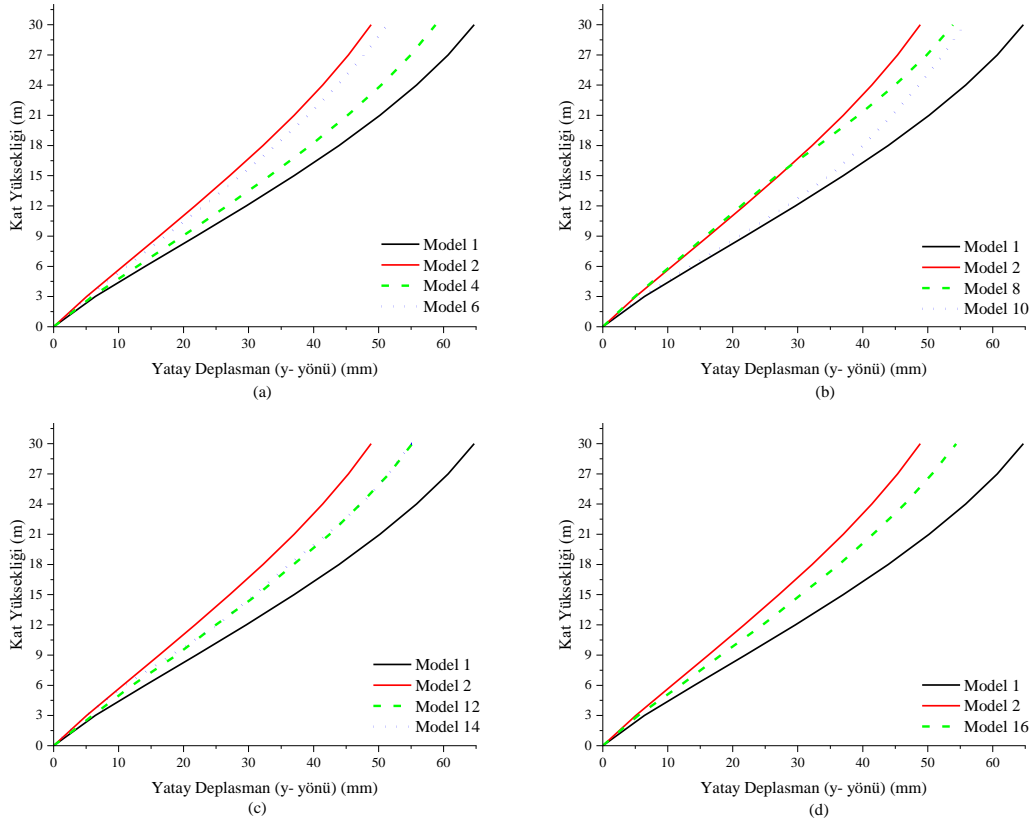 30
27
24
21
18
15
12
9
6
3
0
Kat Yüksekliği (m)
Model 1
Model 2
Model 4
Model 6
0 10 20 30 40 50 60
Yatay Deplasman (y- yönü) (mm)
(a)
30
27
24
21
18
15
12
9
6
3
0
Kat Yüksekliği (m)
Model 1
Model 2
Model 8
Model 10
0 10 20 30 40 50 60
Yatay Deplasman (y- yönü) (mm)
(b)
30
27
24
21
18
15
12
9
6
3
0
Kat Yüksekliği (m)
Model 1
Model 2
Model 12
Model 14
0 10 20 30 40 50 60
Yatay Deplasman (y- yönü) (mm)
(c)
30
27
24
21
18
15
12
9
6
3
0
Kat Yüksekliği (m)
Model 1
Model 2
Model 16
0 10 20 30 40 50 60
Yatay Deplasman (y- yönü) (mm)
(d)